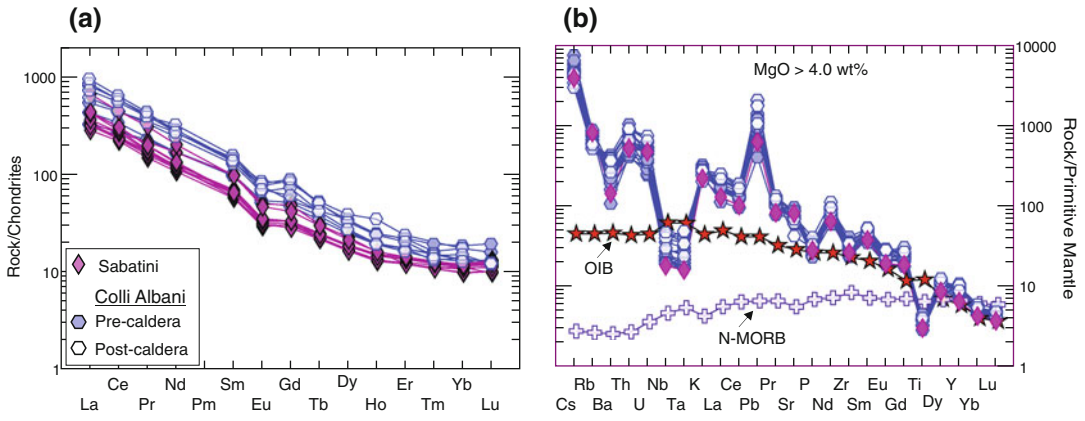 (a)
Rock/Chondrites
1000
100
10
1
Sabatini
Colli Albani
Pre-caldera
Post-caldera
Ce Nd Sm Gd Dy Er Yb
La Pr Pm Eu Tb Ho Tm Lu
(b)
MgO > 4.0 wt%
OIB
N-MORB
10000
1000
100
10
1
Rock/Primitive Mantle
Rb Th Nb K Ce Pr P Zr Eu Ti Y Lu
Cs Ba U Ta La Pb Sr Nd Sm Gd Dy Yb